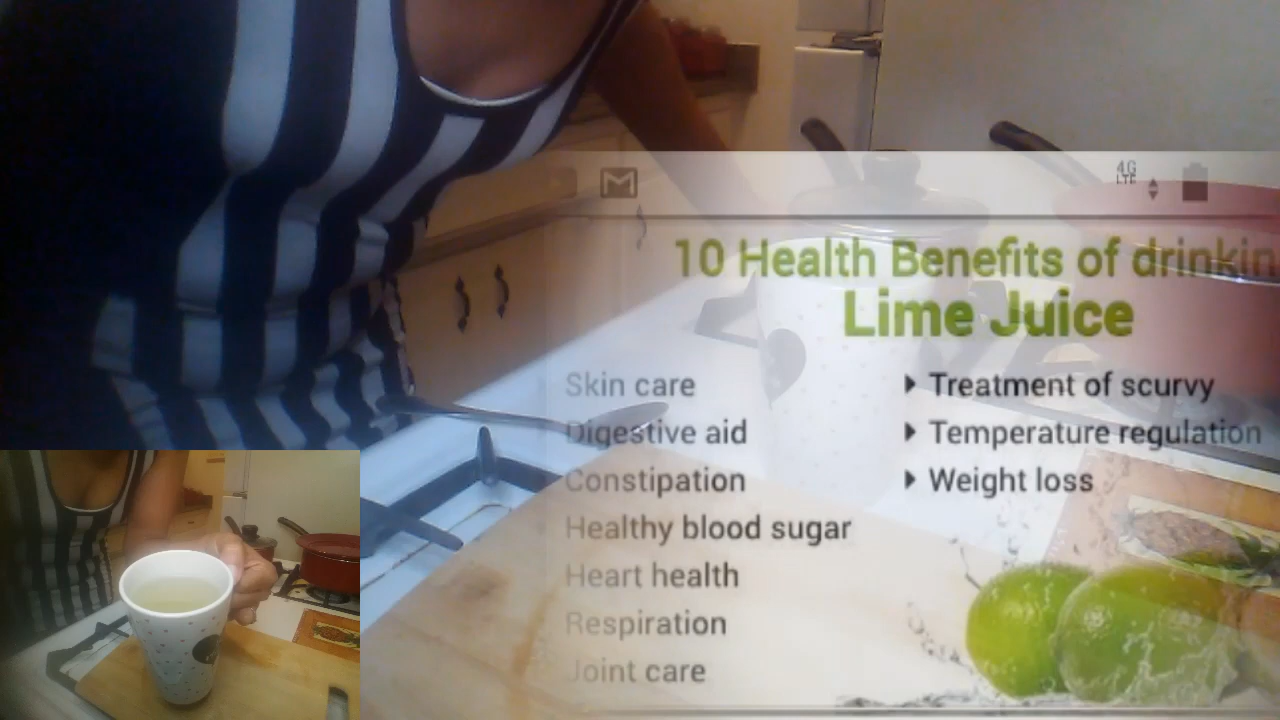 4G
LTE
10 Health Benefits of drinkin
Lime Juice
Skin care
Digestive aid
Constipation
Healthy blood sugar
Heart health
Respiration
Joint care
Treatment of scurvy
Temperature regulation
Weight loss